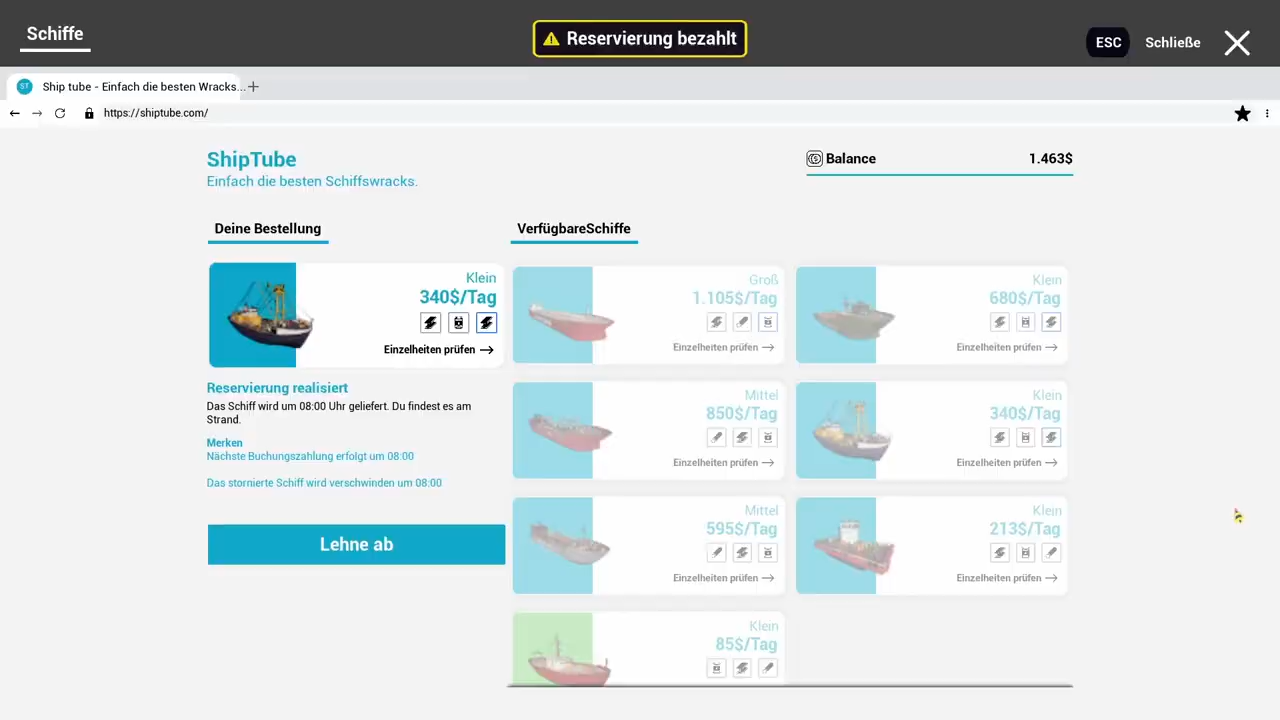 Schiffe
Reservierung bezahlt
ESC Schließe
ST Ship tube - Einfach die besten Wracks...
https://shiptube.com/
ShipTube
Einfach die besten Schiffswracks.
Balance 1.463$
Deine Bestellung
Klein
340$/Tag
Einzelheiten prüfen
Reservierung realisiert
Das Schiff wird um 08:00 Uhr geliefert. Du findest es am
Strand.
Merken
Nächste Buchungszahlung erfolgt um 08:00
Das stornierte Schiff wird verschwinden um 08:00
Lehne ab
VerfügbareSchiffe
Groß
1.105$/Tag
Einzelheiten prüfen
Klein
680$/Tag
Einzelheiten prüfen
Mittel
850$/Tag
Einzelheiten prüfen
Klein
340$/Tag
Einzelheiten prüfen
Mittel
595$/Tag
Einzelheiten prüfen
Klein
213$/Tag
Einzelheiten prüfen
Klein
85$/Tag